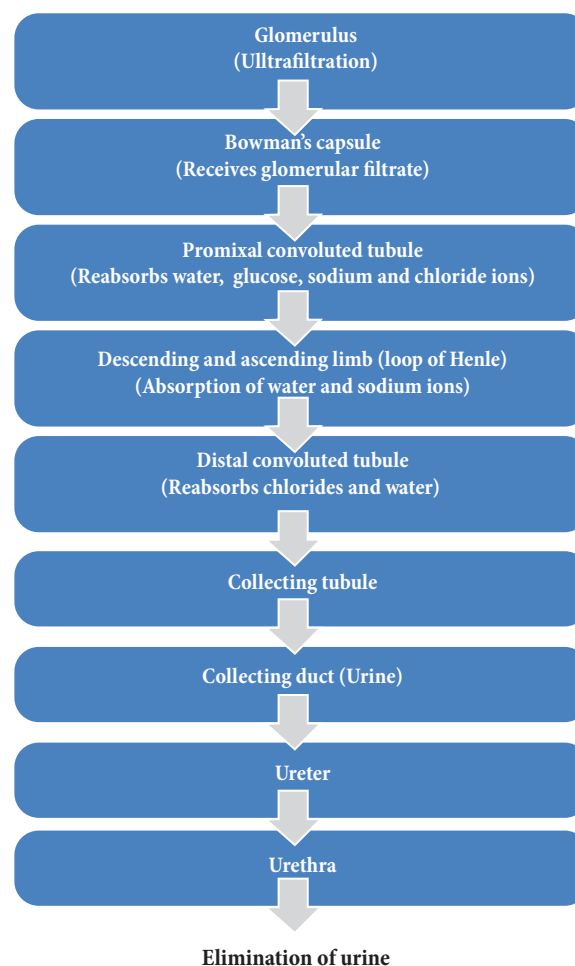 Glomerulus
(Ulltrafiltration)
Bowman's capsule
(Receives glomerular filtrate)
Promixal convoluted tubule
(Reabsorbs water, glucose, sodium and chloride ions)
Descending and ascending limb (loop of Henle)
(Absorption of water and sodium ions)
Distal convoluted tubule
(Reabsorbs chlorides and water)
Collecting tubule
Collecting duct (Urine)
Ureter
Urethra
Elimination of urine